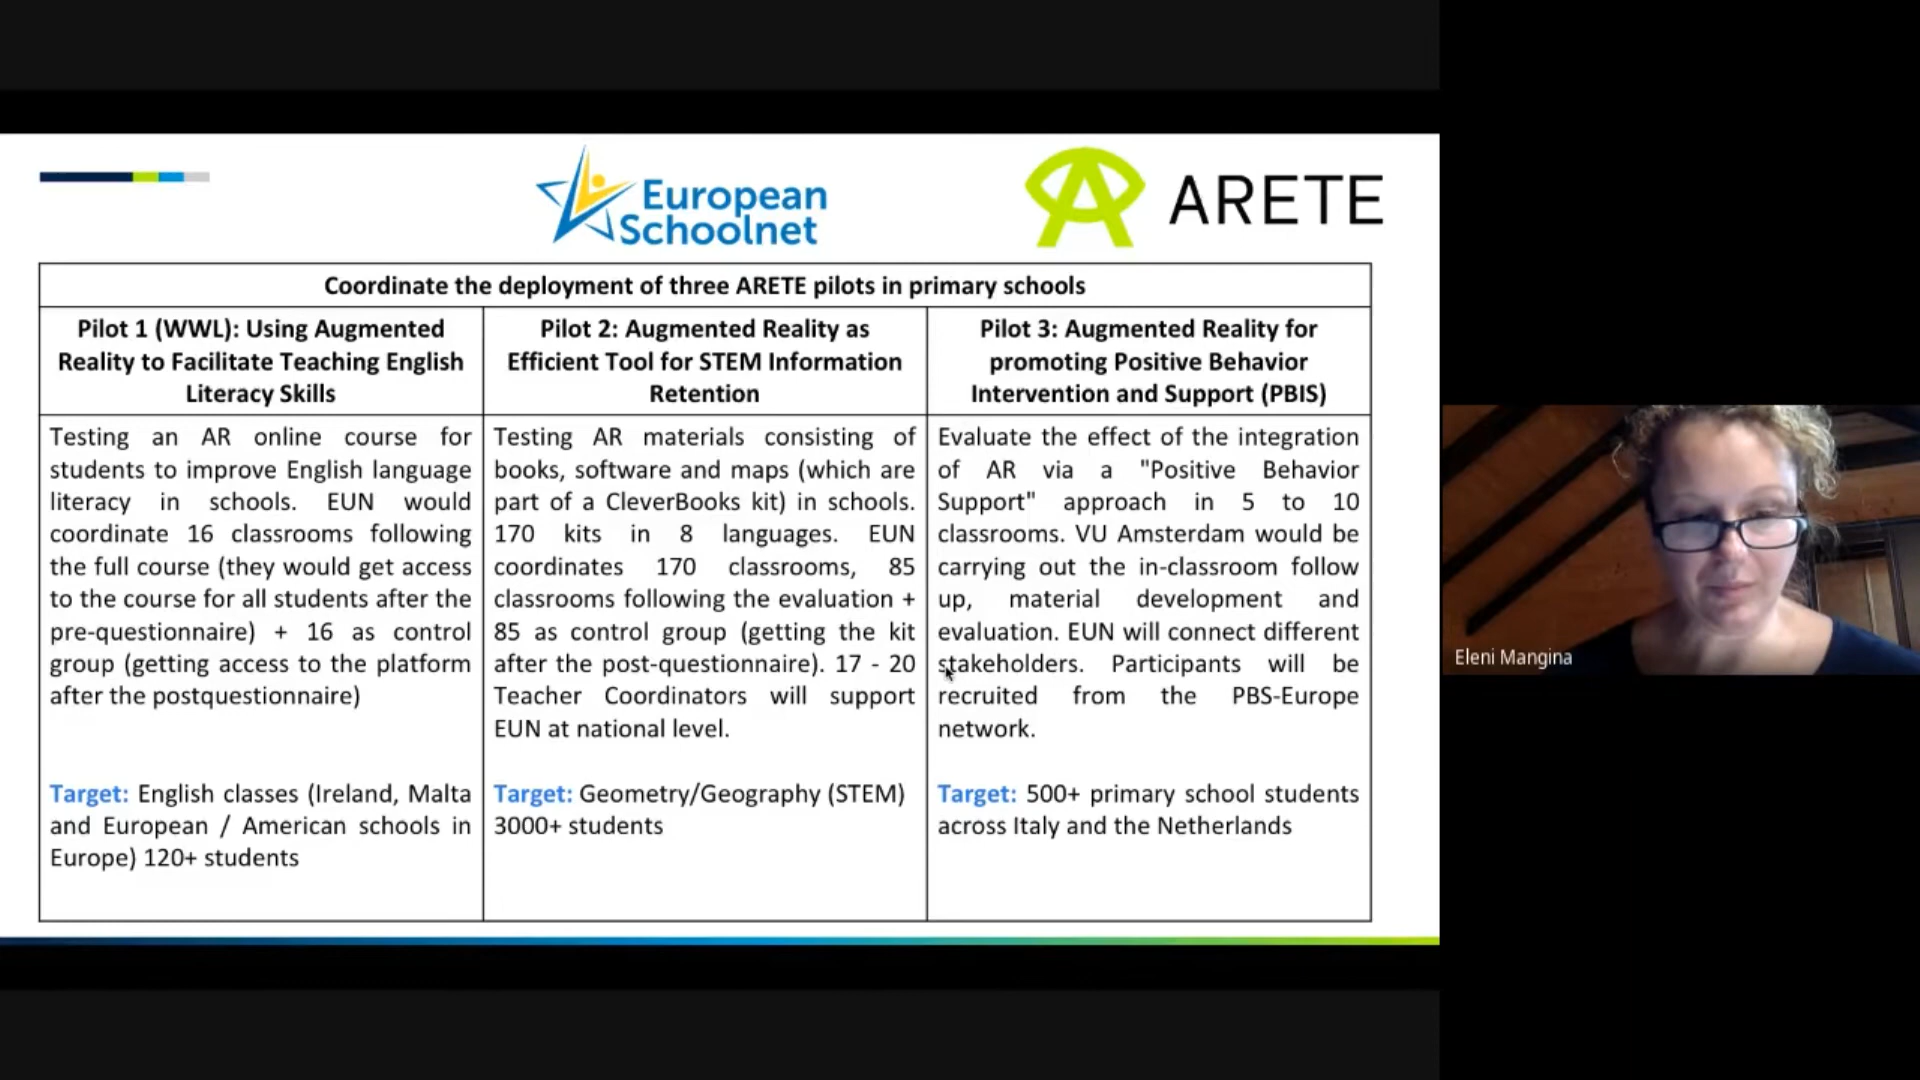 European
Schoolnet
ARETE
Coordinate the deployment of three ARETE pilots in primary schools
Pilot 1 (WWL): Using Augmented
Reality to Facilitate Teaching English
Literacy Skills
Pilot 2: Augmented Reality as
Efficient Tool for STEM Information
Retention
Pilot 3: Augmented Reality for
promoting Positive Behavior
Intervention and Support (PBIS)
Testing an AR online course for
students to improve English language
literacy in schools. EUN would
coordinate 16 classrooms following
the full course (they would get access
to the course for all students after the
pre-questionnaire) + 16 as control
group (getting access to the platform
after the postquestionnaire)
Target: English classes (Ireland, Malta
and European / American schools in
Europe) 120+ students
Testing AR materials consisting of
books, software and maps (which are
part of a CleverBooks kit) in schools.
170 kits in 8 languages. EUN
coordinates 170 classrooms, 85
classrooms following the evaluation +
85 as control group (getting the kit
after the post-questionnaire). 17 - 20
Teacher Coordinators will support
EUN at national level.
Target: Geometry/Geography (STEM)
3000+ students
Evaluate the effect of the integration
of AR via a "Positive Behavior
Support" approach in 5 to 10
classrooms. VU Amsterdam would be
carrying out the in-classroom follow
up, material development and
evaluation. EUN will connect different
stakeholders. Participants will be
recruited from the PBS-Europe
network.
Target: 500+ primary school students
across Italy and the Netherlands
Eleni Mangina